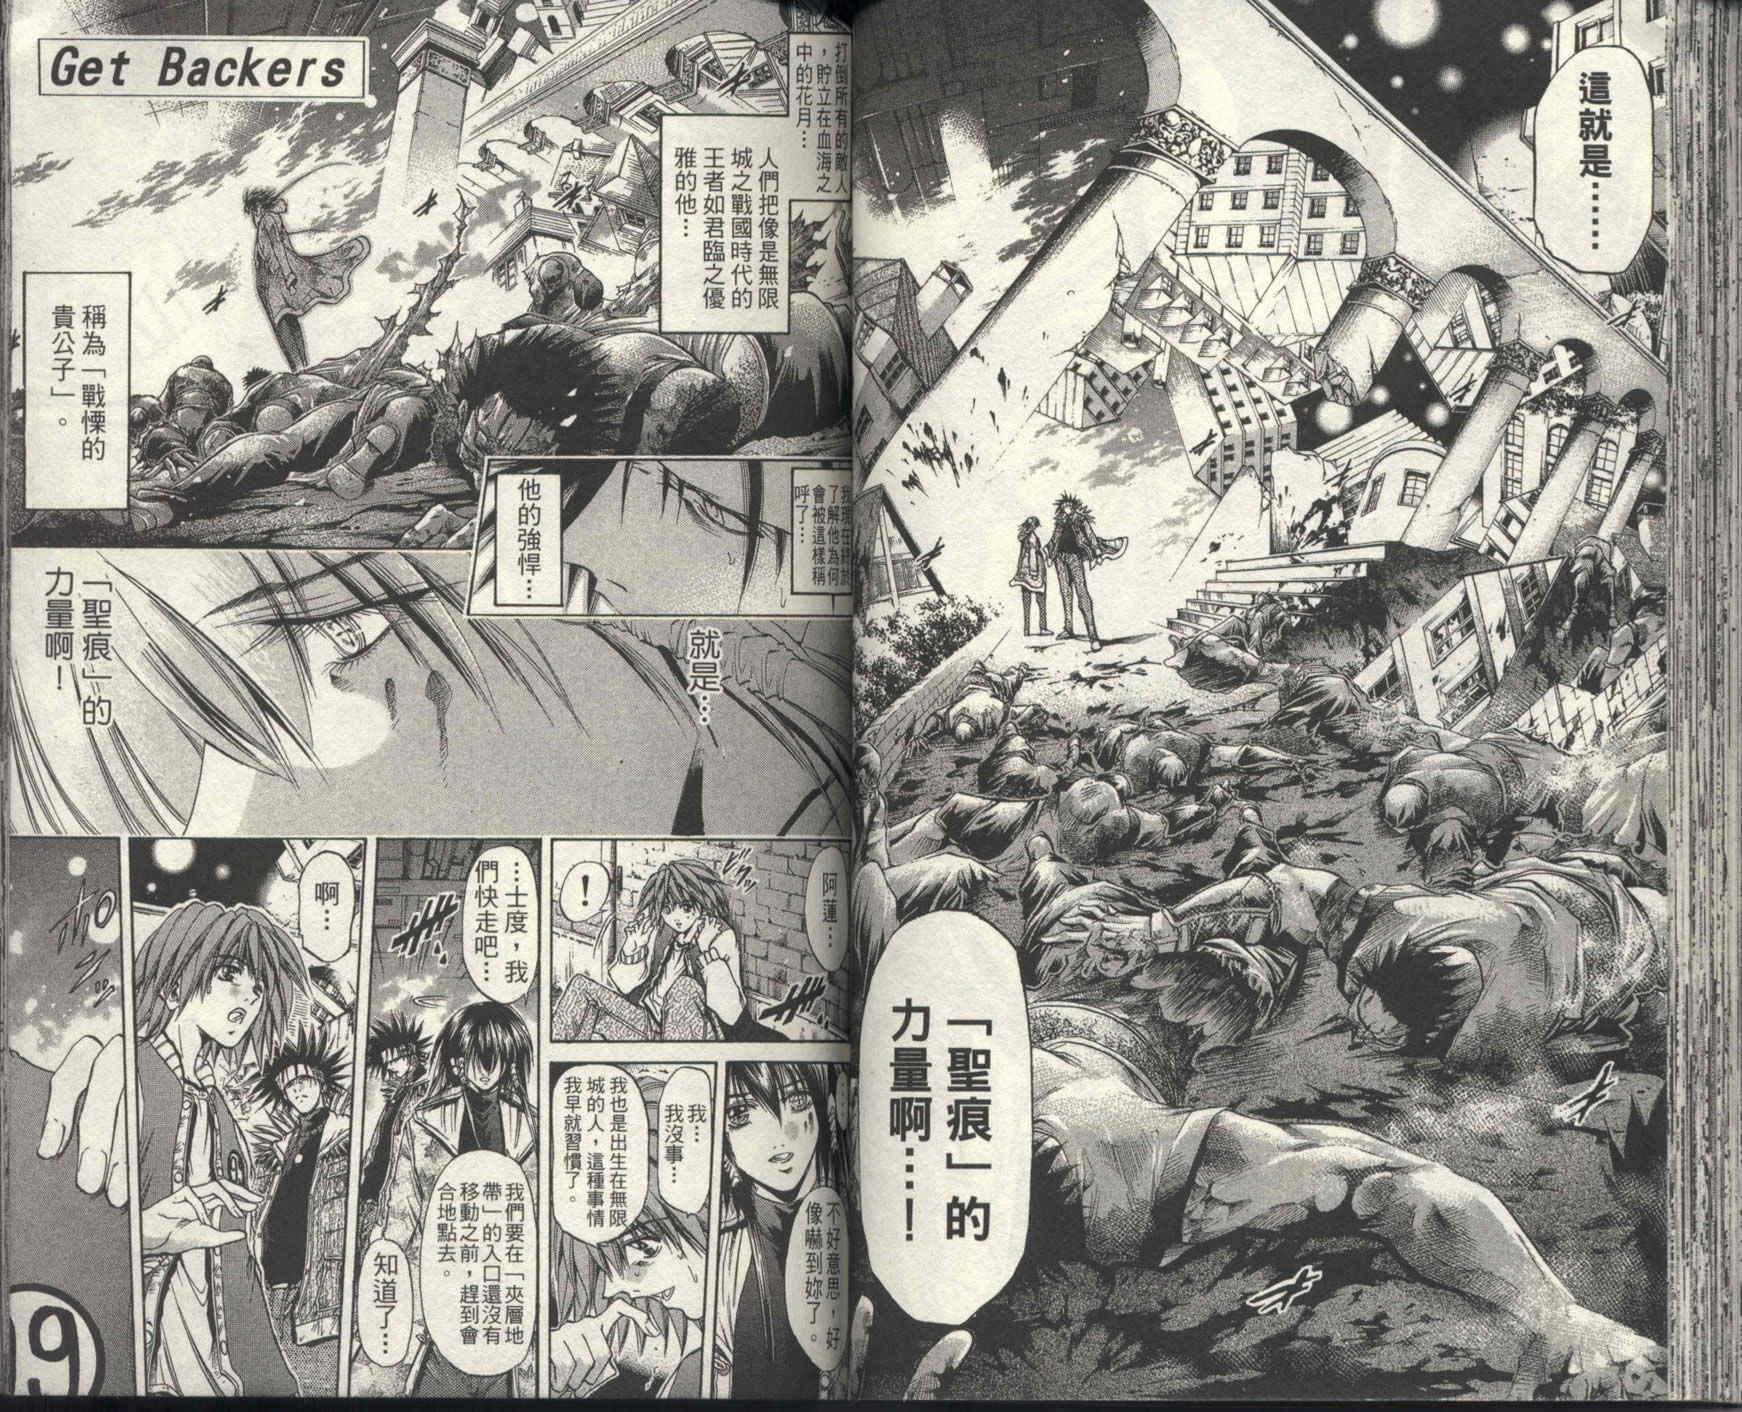 這就是……
「聖痕」的
力量啊…！
Get Backers
打倒所有的敵人
，貯立在血海之
中的花月…
人們把像是無限
城之戰國時代的
王者如君臨之優
雅的他…
稱為「戰慄的
貴公子」。
我現在終於
了解他為何
會被這樣稱
呼了…
他的強悍…
就是…
「聖痕」的
力量啊！
阿蓮…
！
不好意思，好
像嚇到妳了。
我…
我沒事…
我也是出生在無限
城的人，這種事情
我早就習慣了。
…士度，我
們快走吧…
我們要在「夾層地
帶」的入口還沒有
移動之前，趕到會
合地點去。
知道了…
啊…
9